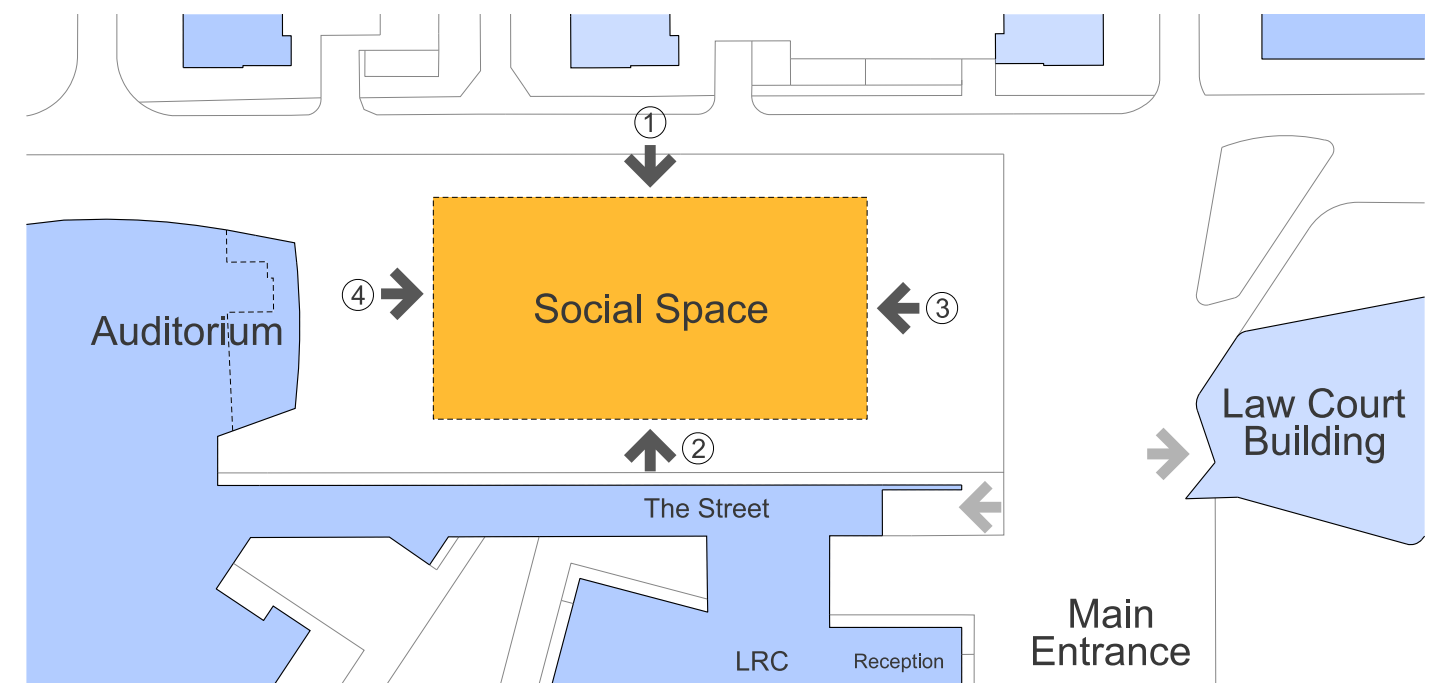 1
4
Social Space
3
Auditorium
Law Court
Building
2
The Street
Main
Entrance
LRC
Reception